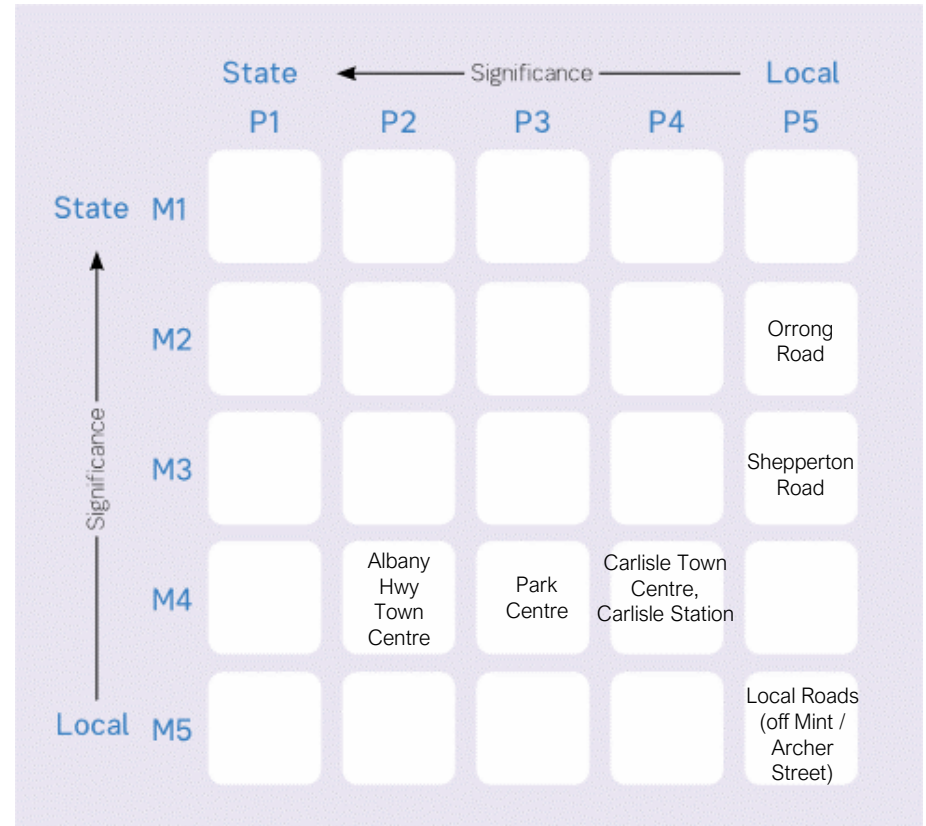 State
Significance
Local
P1
P2
P3
P4
P5
State
M1
Significance
M2
Orrong
Road
M3
Shepperton
Road
M4
Albany
Hwy
Town
Centre
Park
Centre
Carlisle Town
Centre,
Carlisle Station
Local
M5
Local Roads
(off Mint /
Archer
Street)